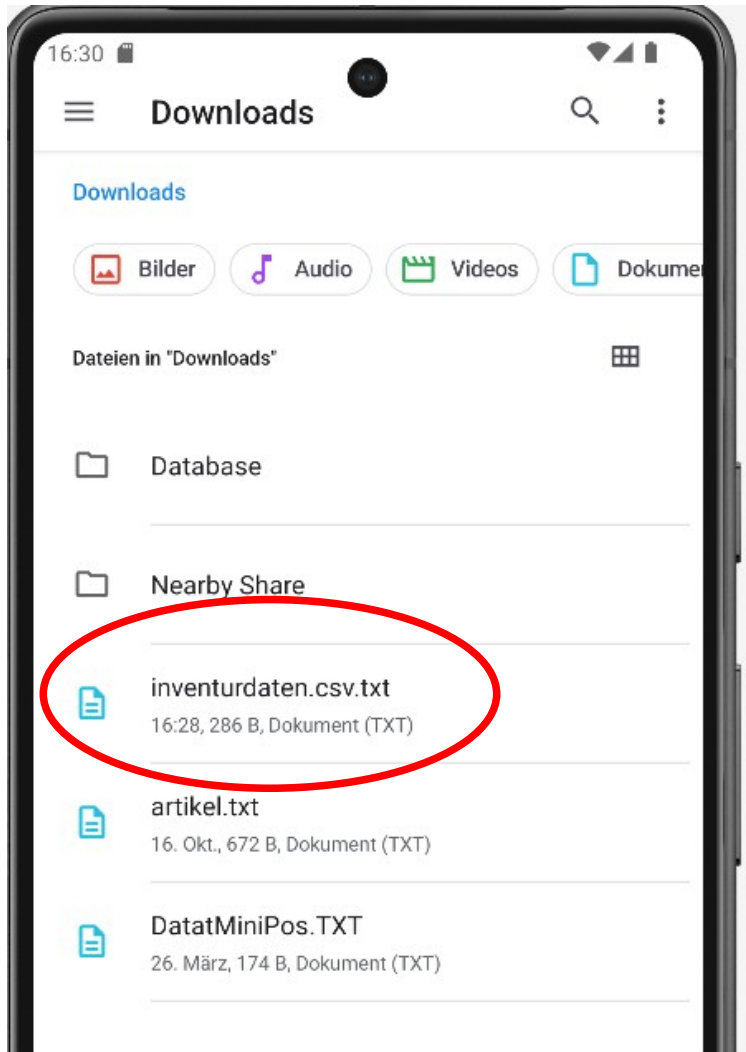 16:30
Downloads
Downloads
Bilder Audio Videos Dokumen
Dateien in "Downloads"
Database
Nearby Share
inventurdaten.csv.txt
16:28, 286 B, Dokument (TXT)
artikel.txt
16. Okt., 672 B, Dokument (TXT)
DatatMiniPos.TXT
26. März, 174 B, Dokument (TXT)